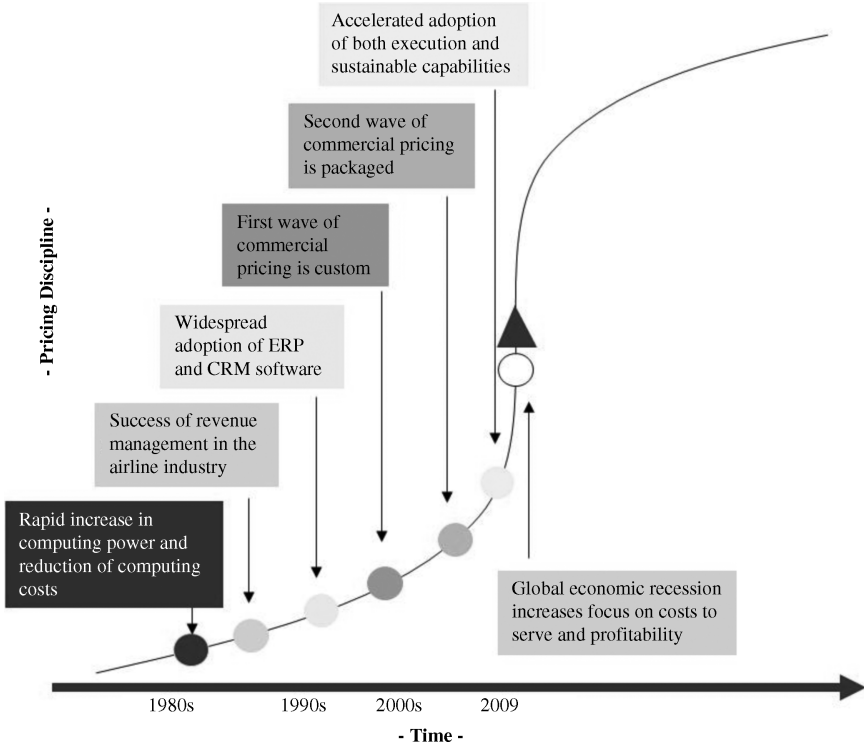 Accelerated adoption
of both execution and
sustainable capabilities
Second wave of
commercial pricing
is packaged
First wave of
commercial
pricing is custom
Widespread
adoption of ERP
and CRM software
Success of revenue
management in the
airline industry
Rapid increase in
computing power and
reduction of computing
costs
Global economic recession
increases focus on costs to
serve and profitability
- Pricing Discipline -
1980s 1990s 2000s 2009
- Time -